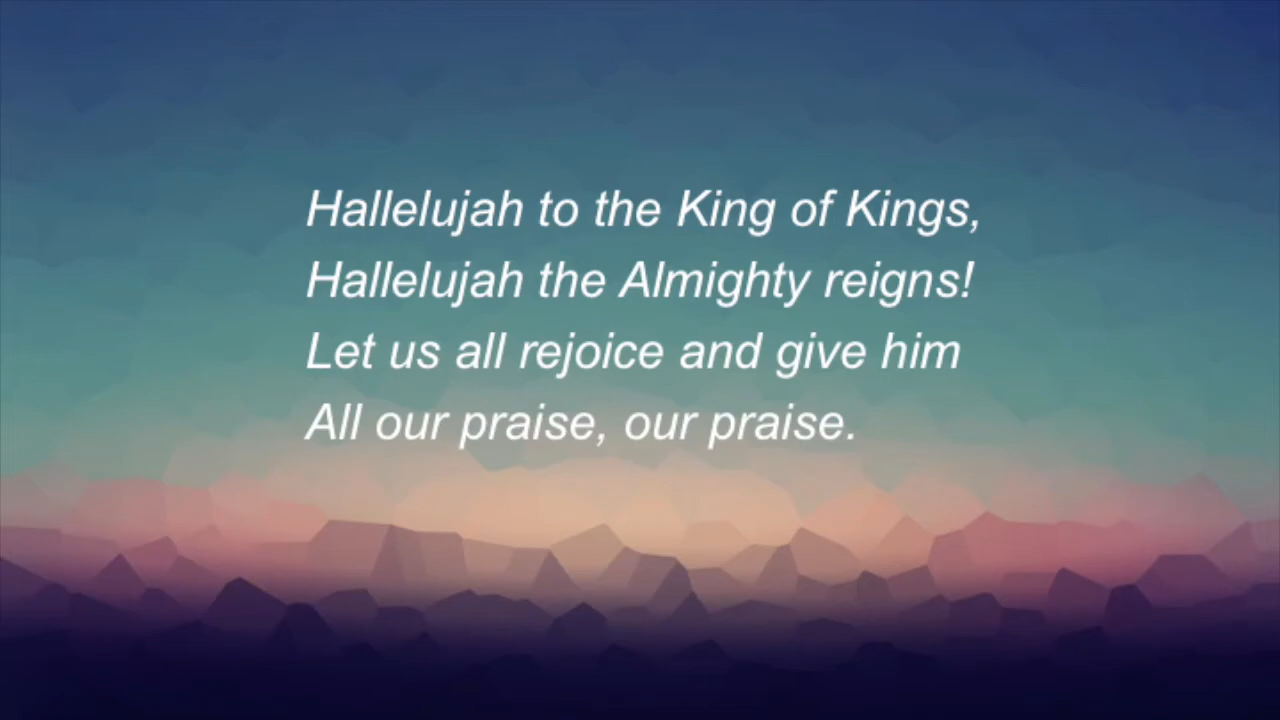 Hallelujah to the King of Kings,
Hallelujah the Almighty reigns!
Let us all rejoice and give him
All our praise, our praise.